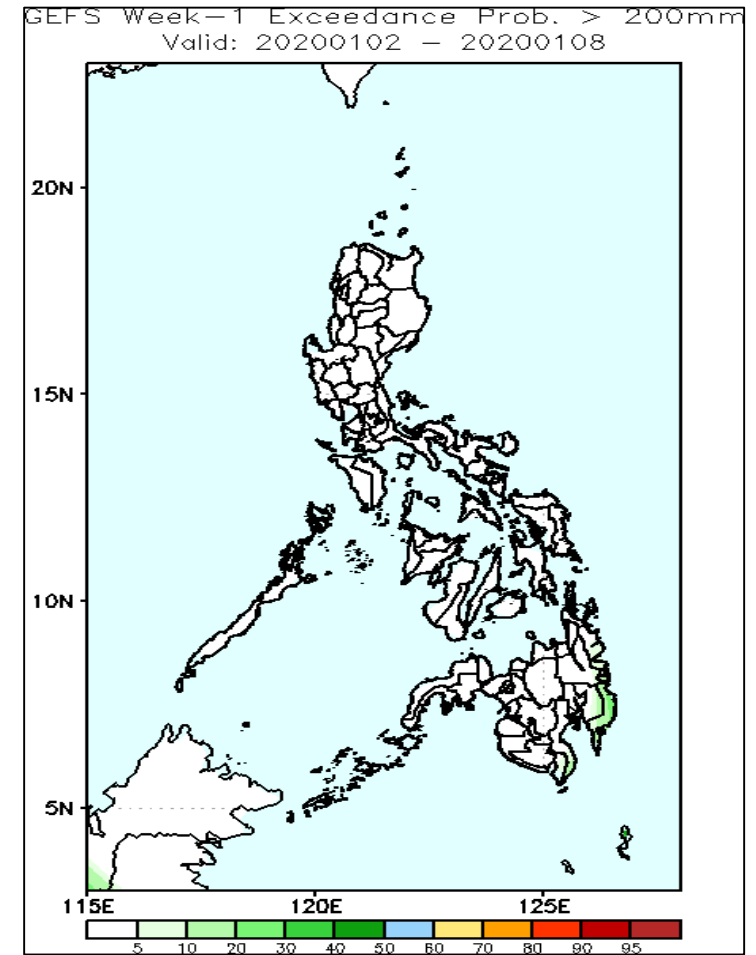 GEFS Week-1 Exceedance Prob. > 200mm
Valid: 20200102 - 20200108
20N
15N
10N
5N
115E 120E 125E
5 10 20 30 40 50 60 70 80 90 95